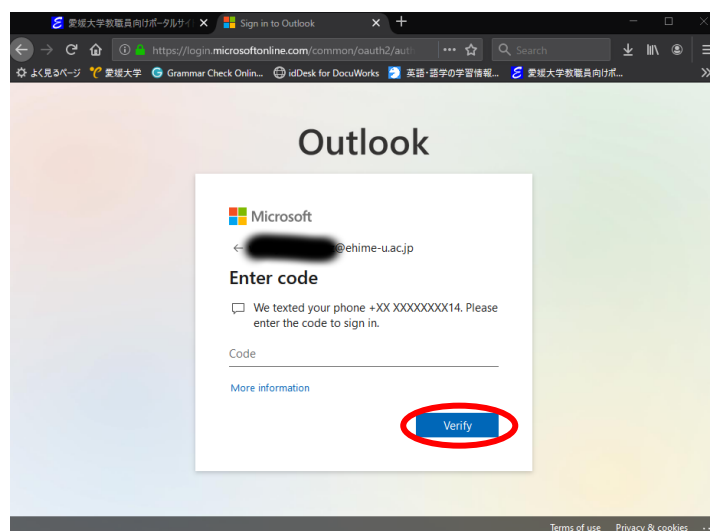 愛媛大学教職員向けポータルサイ
Sign in to Outlook
https://login.microsoftonline.com/common/oauth2/auth
Search
よく見るページ 愛媛大学 Grammar Check Onlin... idDesk for DocuWorks 英語・語学の学習情報... 愛媛大学教職員向けポ...
Outlook
Microsoft
@ehime-u.ac.jp
Enter code
We texted your phone +XX XXXXXXXX14. Please
enter the code to sign in.
Code
More information
Verify
Terms of use Privacy & cookies ...